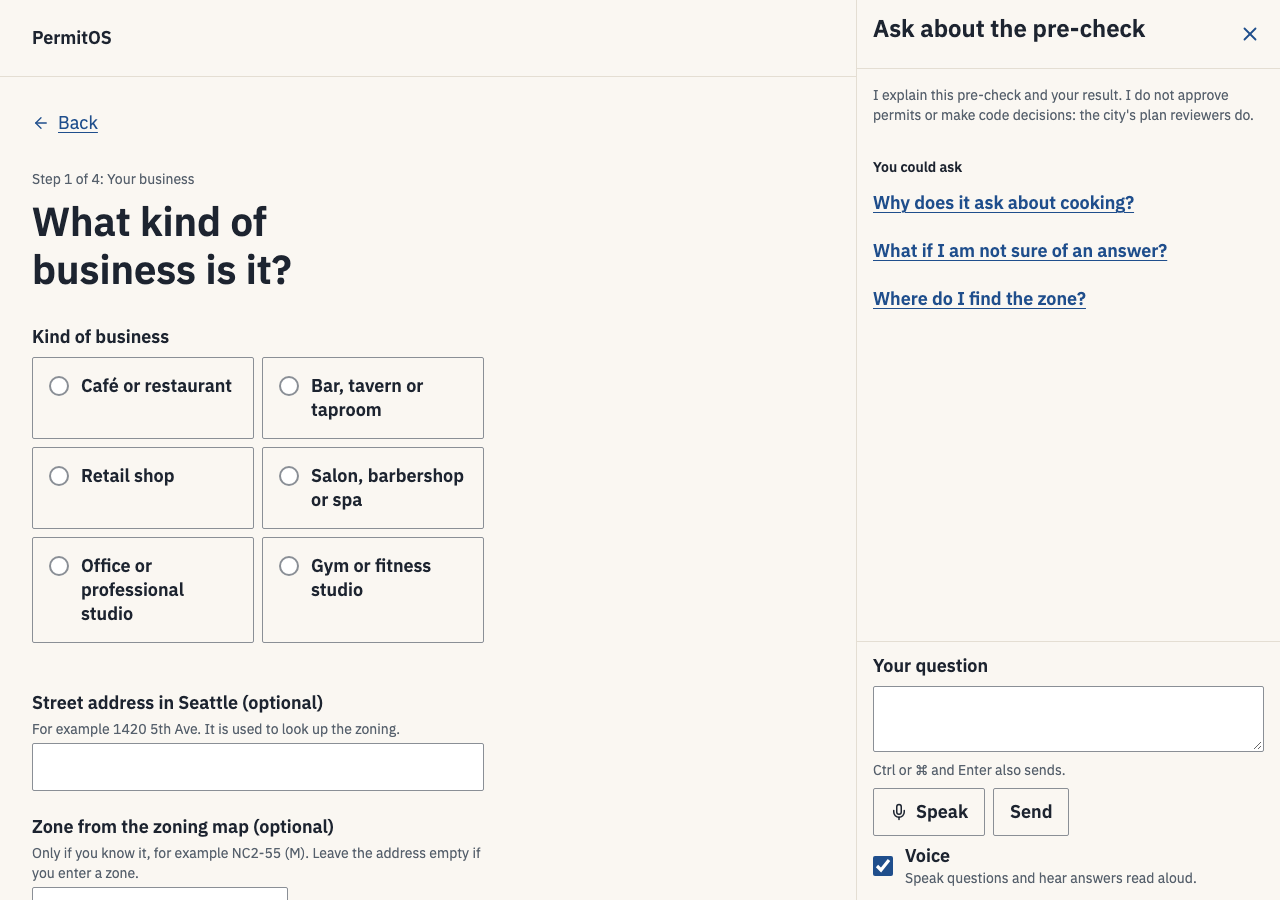 PermitOS
Back
Step 1 of 4: Your business
What kind of
business is it?
Kind of business
Café or restaurant
Bar, tavern or
taproom
Retail shop
Salon, barbershop
or spa
Office or
professional
studio
Gym or fitness
studio
Street address in Seattle (optional)
For example 1420 5th Ave. It is used to look up the zoning.
Zone from the zoning map (optional)
Only if you know it, for example NC2-55 (M). Leave the address empty if
you enter a zone.
Ask about the pre-check
I explain this pre-check and your result. I do not approve
permits or make code decisions: the city's plan reviewers do.
You could ask
Why does it ask about cooking?
What if I am not sure of an answer?
Where do I find the zone?
Your question
Ctrl or ⌘ and Enter also sends.
Speak
Send
Voice
Speak questions and hear answers read aloud.